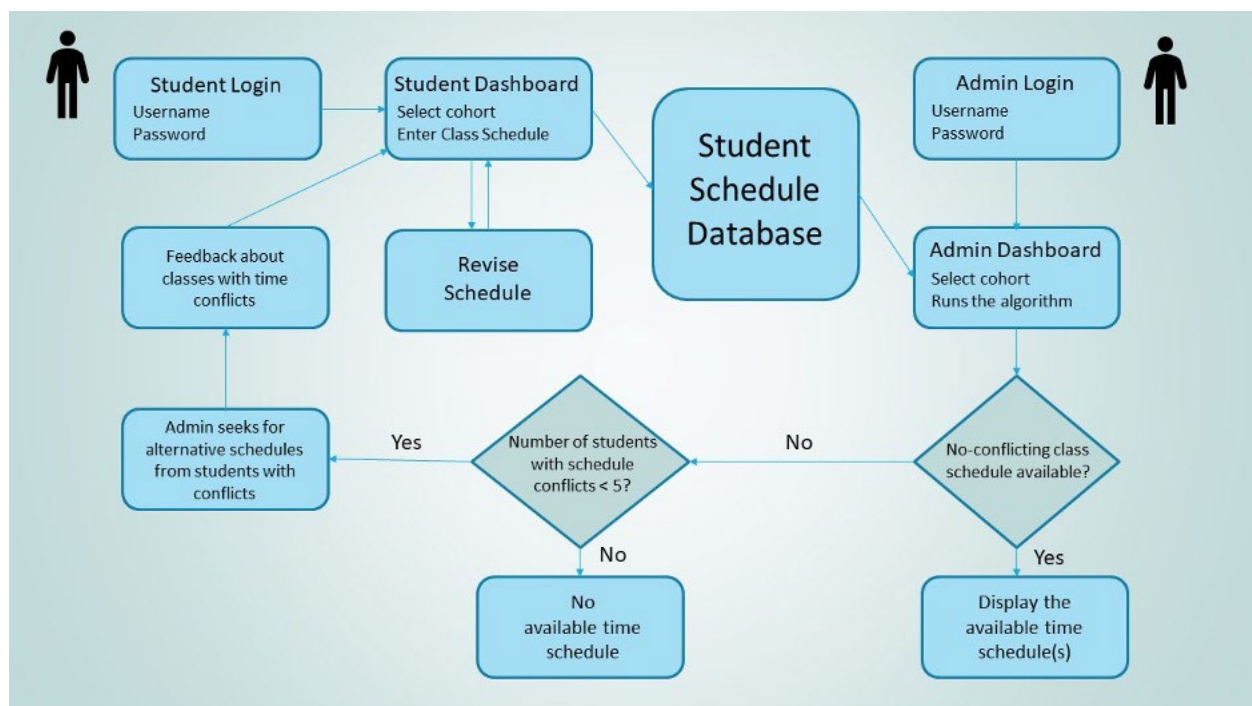 Student Login
Username
Password
Student Dashboard
Select cohort
Enter Class Schedule
Student
Schedule
Database
Admin Login
Username
Password
Feedback about
classes with time
conflicts
Revise
Schedule
Admin Dashboard
Select cohort
Runs the algorithm
Admin seeks for
alternative schedules
from students with
conflicts
Yes
Number of students
with schedule
conflicts < 5?
No
No-conflicting class
schedule available?
No
Yes
No
available time
schedule
Display the
available time
schedule(s)